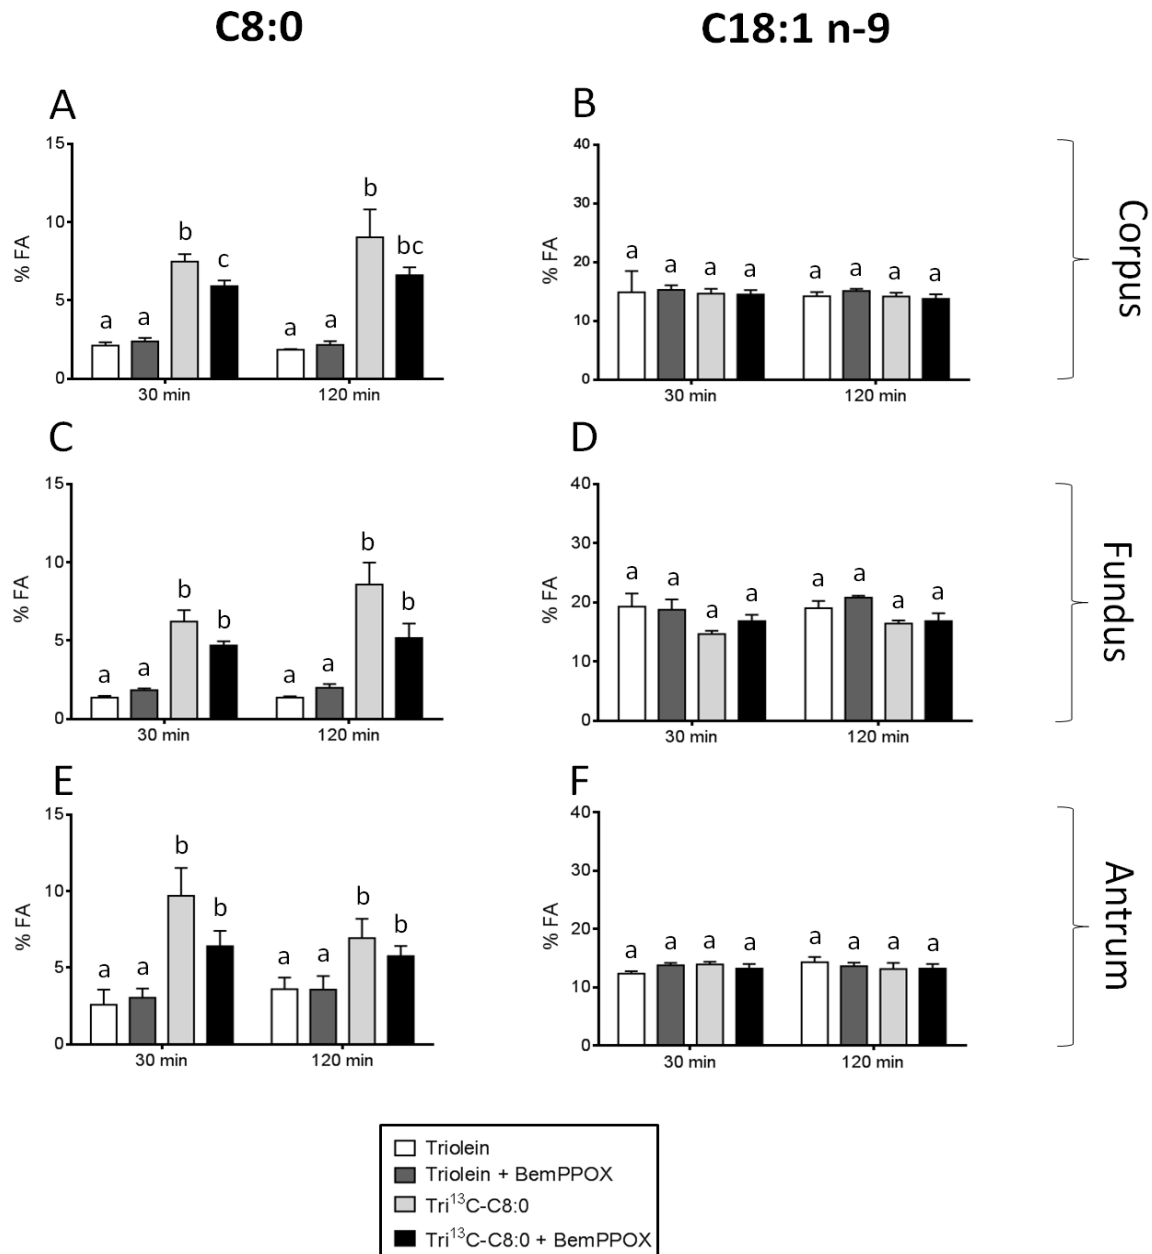 C8:0 C18:1 n-9
A
% FA
15
10
5
0
a a b c a a b bc
30 min 120 min
B
% FA
40
30
20
10
0
a a a a a a a a
30 min 120 min
Corpus
C
% FA
15
10
5
0
a a b b a a b b
30 min 120 min
D
% FA
40
30
20
10
0
a a a a a a a a
30 min 120 min
Fundus
E
% FA
15
10
5
0
a a b b a a b b
30 min 120 min
F
% FA
40
30
20
10
0
a a a a a a a a
30 min 120 min
Antrum
Triolein
Triolein + BemPPOX
Tri¹³C-C8:0
Tri¹³C-C8:0 + BemPPOX